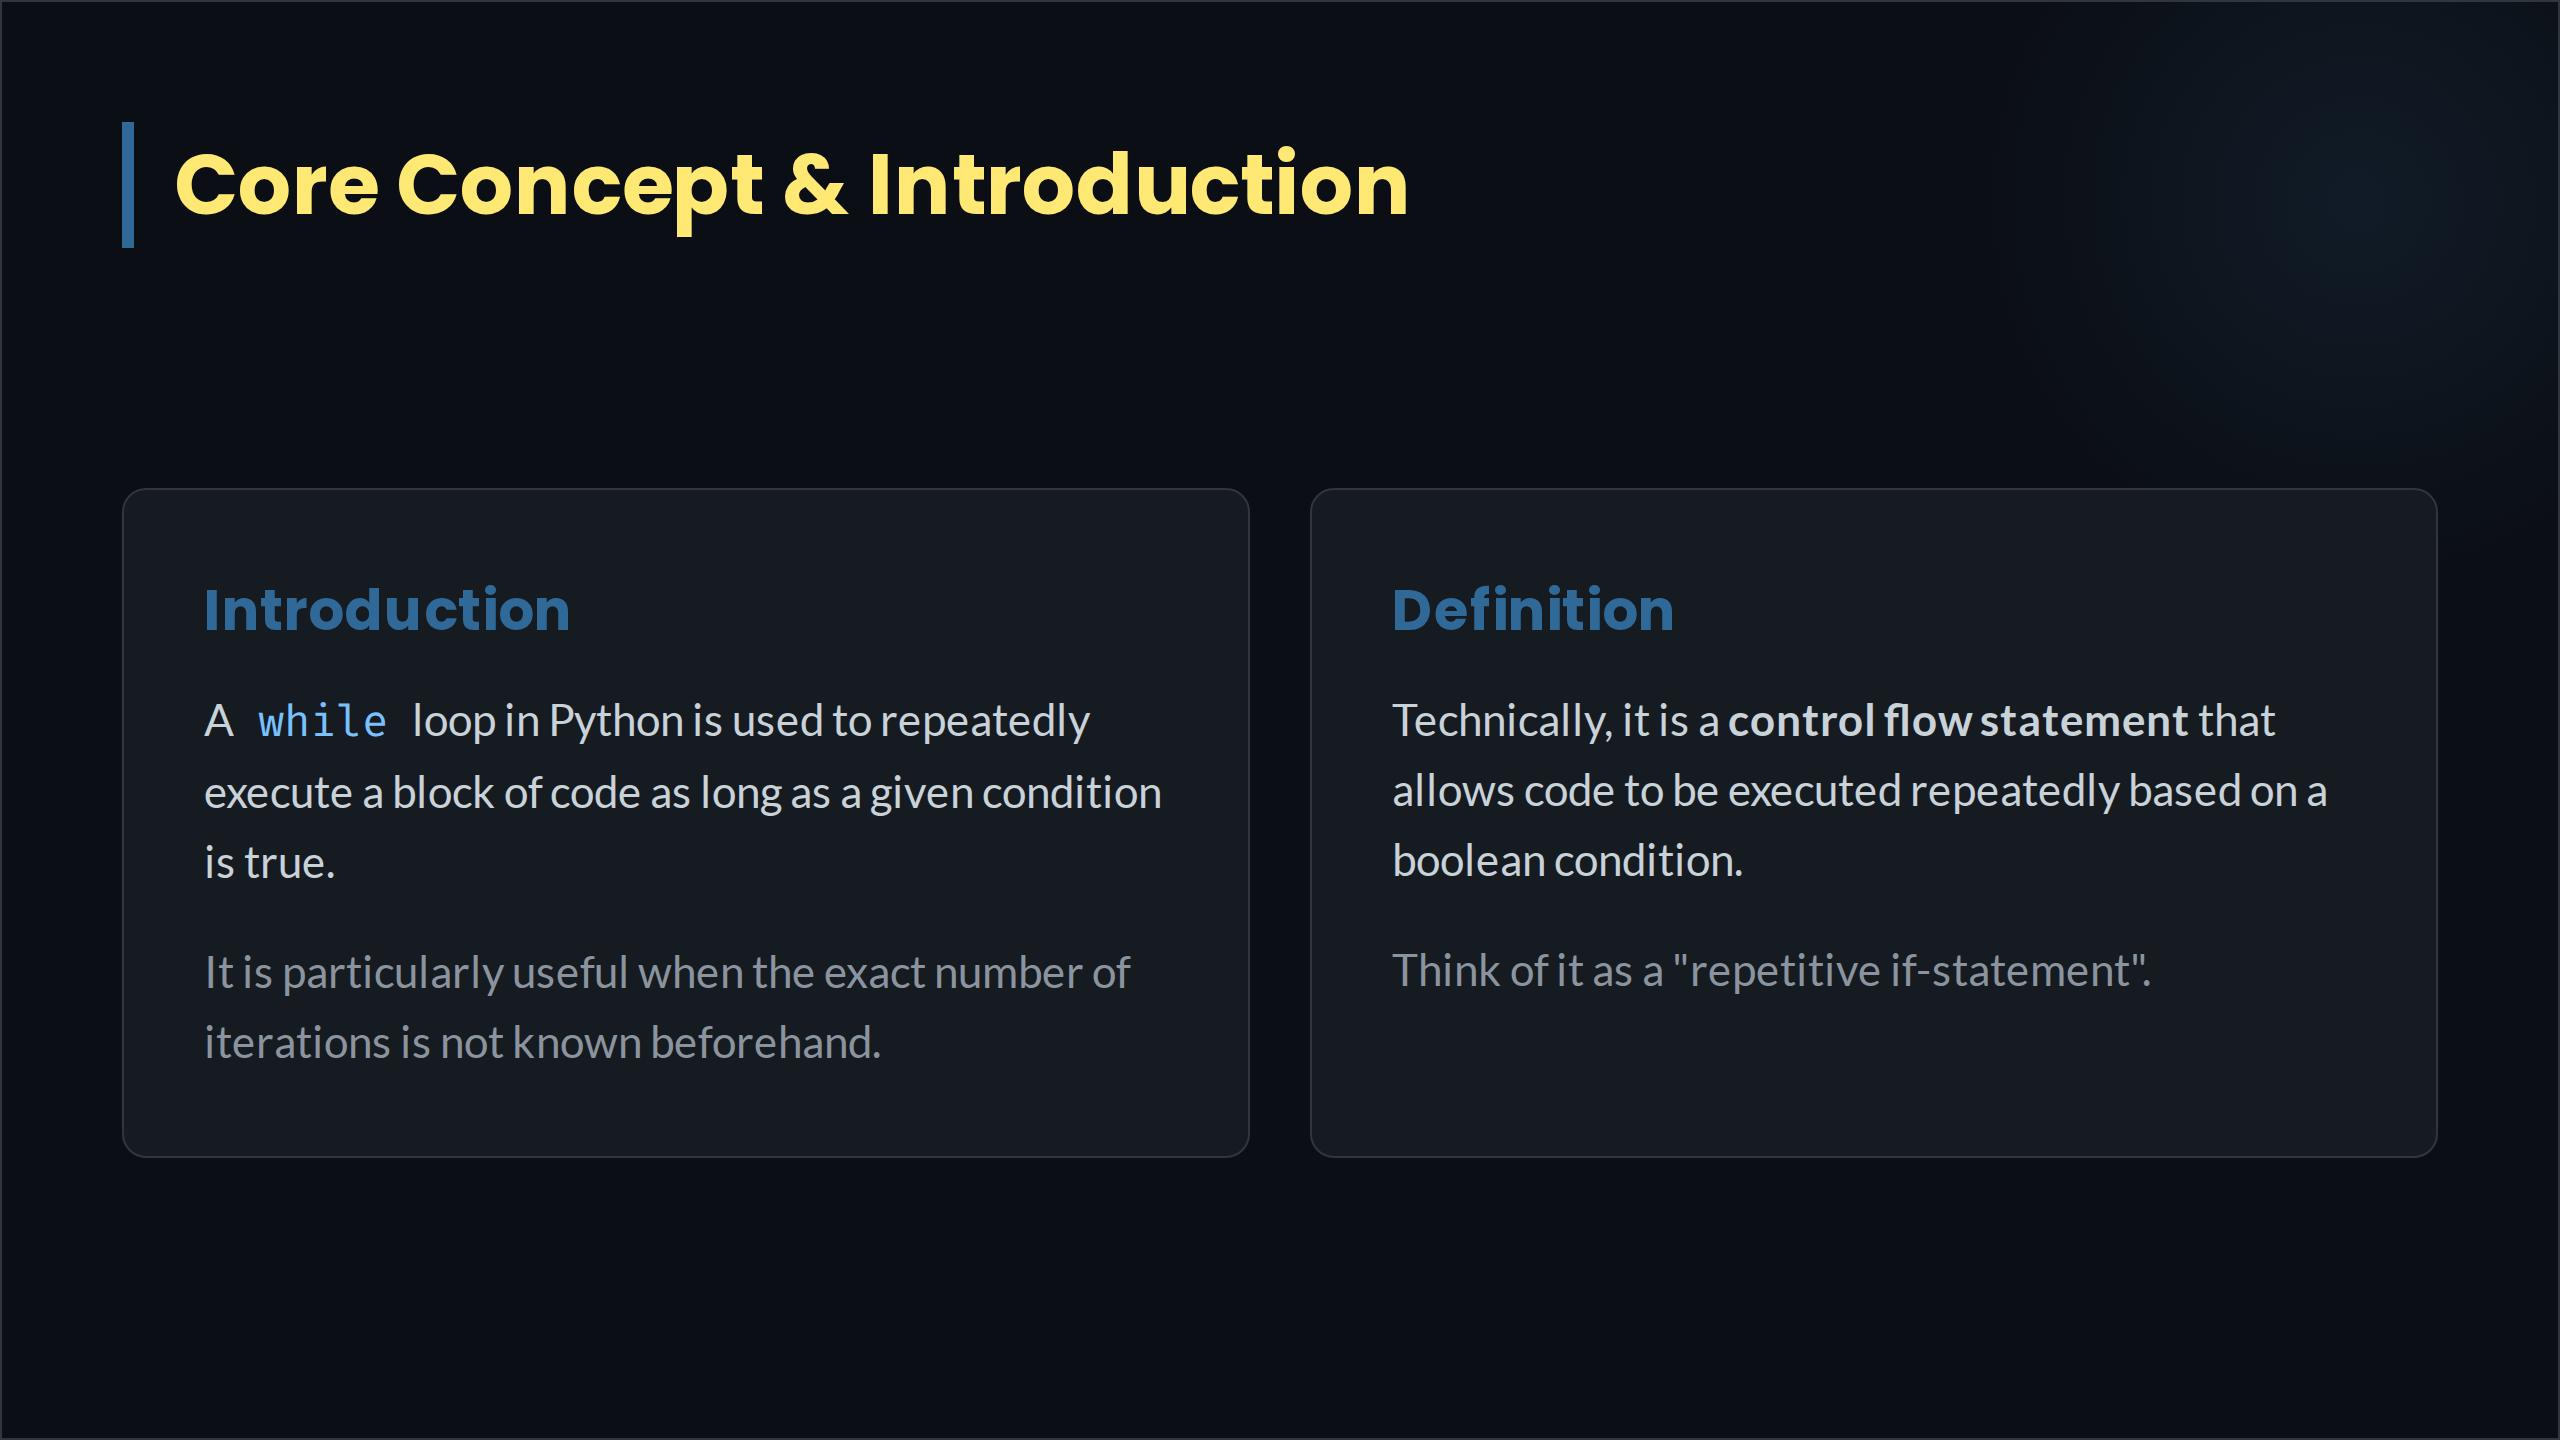 Core Concept & Introduction
Introduction
A while loop in Python is used to repeatedly
execute a block of code as long as a given condition
is true.
It is particularly useful when the exact number of
iterations is not known beforehand.
Definition
Technically, it is a control flow statement that
allows code to be executed repeatedly based on a
boolean condition.
Think of it as a "repetitive if-statement".